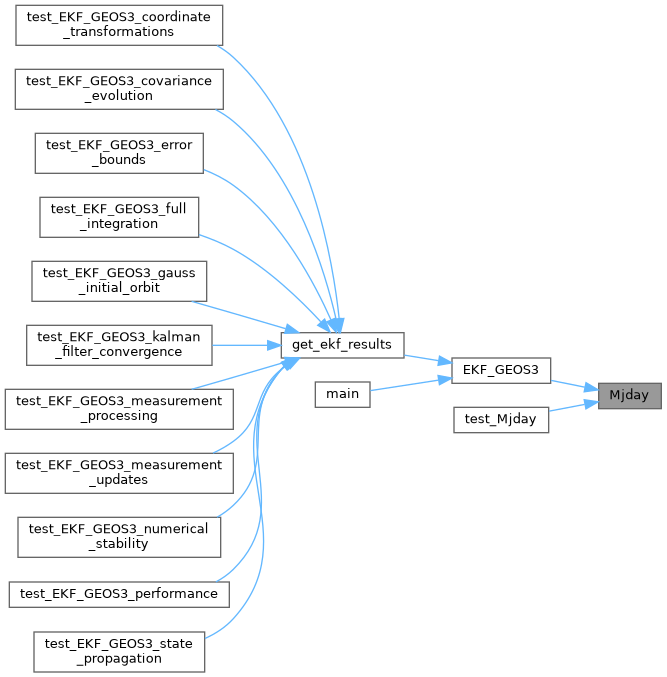 test_EKF_GEOS3_coordinate
_transformations
test_EKF_GEOS3_covariance
_evolution
test_EKF_GEOS3_error
_bounds
test_EKF_GEOS3_full
_integration
test_EKF_GEOS3_gauss
_initial_orbit
test_EKF_GEOS3_kalman
_filter_convergence
test_EKF_GEOS3_measurement
_processing
test_EKF_GEOS3_measurement
_updates
test_EKF_GEOS3_numerical
_stability
test_EKF_GEOS3_performance
test_EKF_GEOS3_state
_propagation
get_ekf_results
main
EKF_GEOS3
test_Mjday
Mjday